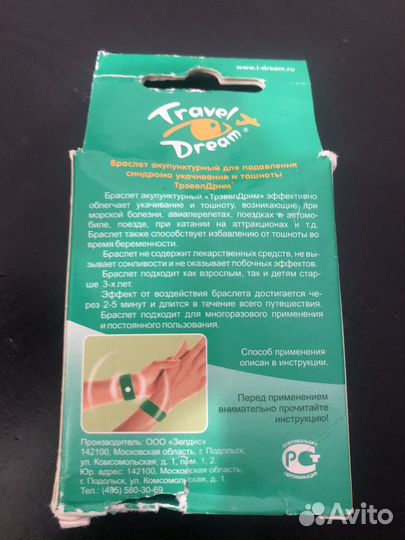 www.t-dream.ru
Travel
Dream®
Браслет акупунктурный для подавления
синдрома укачивания и тошноты
ТрэвелДрим®
Браслет акупунктурный «ТрэвелДрим» эффективно
облегчает укачивание и тошноту, возникающие при
морской болезни, авиаперелетах, поездках в автомо-
биле, поезде, при катании на аттракционах и т.д.
Браслет также способствует избавлению от тошноты во
время беременности.
Браслет не содержит лекарственных средств, не вы-
зывает сонливости и не оказывает побочных эффектов.
Браслет подходит как взрослым, так и детям стар-
ше 3-х лет.
Эффект от воздействия браслета достигается че-
рез 2-5 минут и длится в течение всего путешествия.
Браслет подходит для многоразового применения
и постоянного пользования.
Способ применения
описан в инструкции.
Перед применением
внимательно прочитайте
инструкцию!
Производитель: ООО «Зелдис»
142100, Московская область, г. Подольск,
ул. Комсомольская, д. 1, пом. 1, 2.
Юр. адрес: 142100, Московская область,
г. Подольск, ул. Комсомольская, д. 1.
Тел.: (495) 580-30-69
ДОБРОВОЛЬНАЯ
РСТ
СЕРТИФИКАЦИЯ
Avito